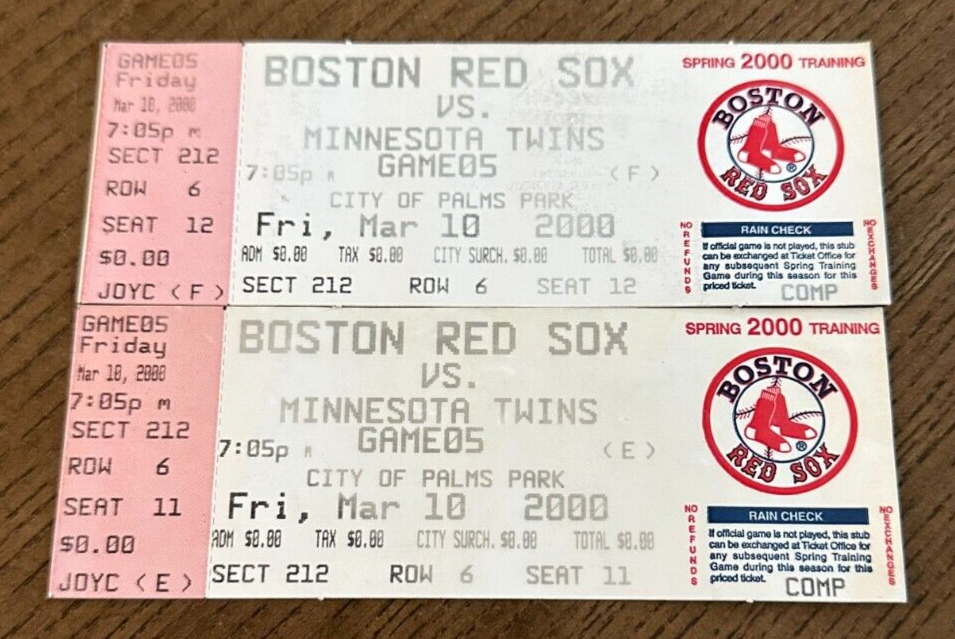 GAME05
Friday
Mar 10, 2000
7:05p m
SECT 212
ROW 6
SEAT 12
$0.00
JOYC (F)
BOSTON RED SOX
VS.
MINNESOTA TWINS
GAME05
7:05p m (F)
CITY OF PALMS PARK
Fri, Mar 10 2000
ADM $0.00 TAX $0.00 CITY SURCH. $0.00 TOTAL $0.00
SECT 212 ROW 6 SEAT 12
SPRING 2000 TRAINING
BOSTON
RED SOX
®
NO REFUNDS
RAIN CHECK
If official game is not played, this stub
can be exchanged at Ticket Office for
any subsequent Spring Training
Game during this season for this
priced ticket.
COMP
NO EXCHANGES
GAME05
Friday
Mar 10, 2000
7:05p m
SECT 212
ROW 6
SEAT 11
$0.00
JOYC (E)
BOSTON RED SOX
VS.
MINNESOTA TWINS
GAME05
7:05p m (E)
CITY OF PALMS PARK
Fri, Mar 10 2000
ADM $0.00 TAX $0.00 CITY SURCH. $0.00 TOTAL $0.00
SECT 212 ROW 6 SEAT 11
SPRING 2000 TRAINING
BOSTON
RED SOX
®
NO REFUNDS
RAIN CHECK
If official game is not played, this stub
can be exchanged at Ticket Office for
any subsequent Spring Training
Game during this season for this
priced ticket.
COMP
NO EXCHANGES